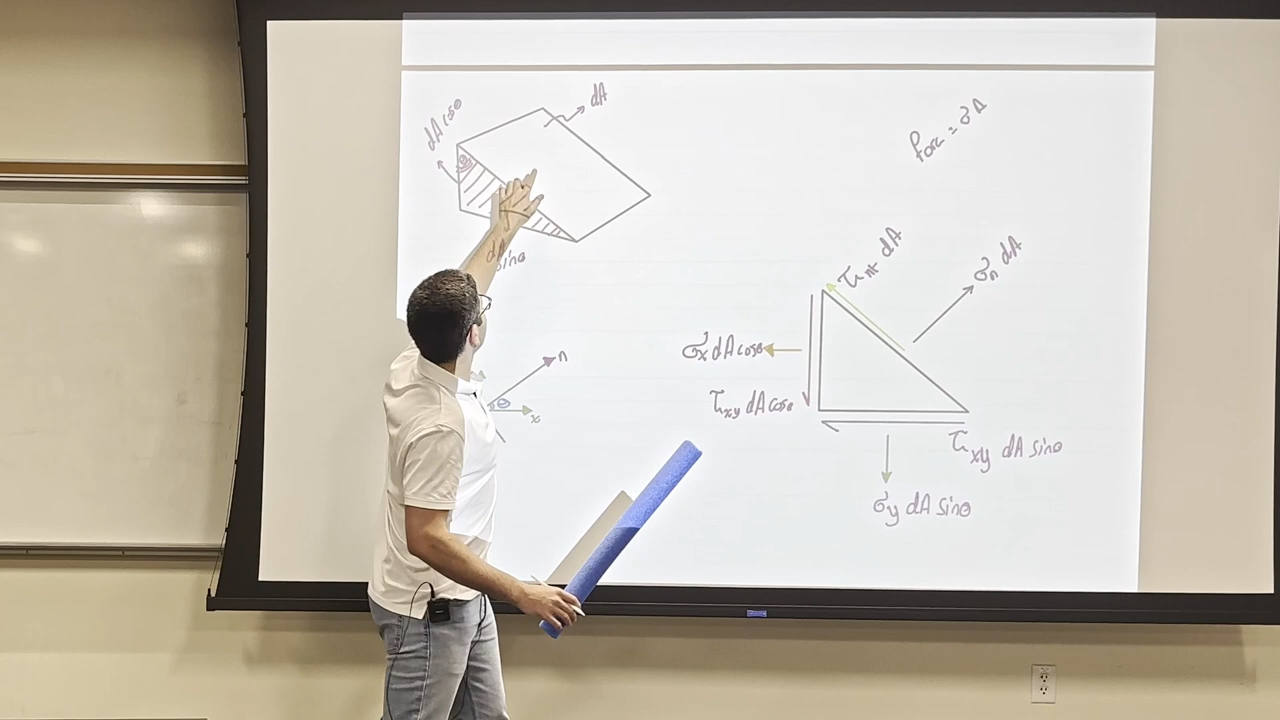 dA cosθ
dA
θ
dA sinθ
n
θ
x
Force = σA
τnt dA
σn dA
σx dA cosθ
τxy dA cosθ
τxy dA sinθ
σy dA sinθ